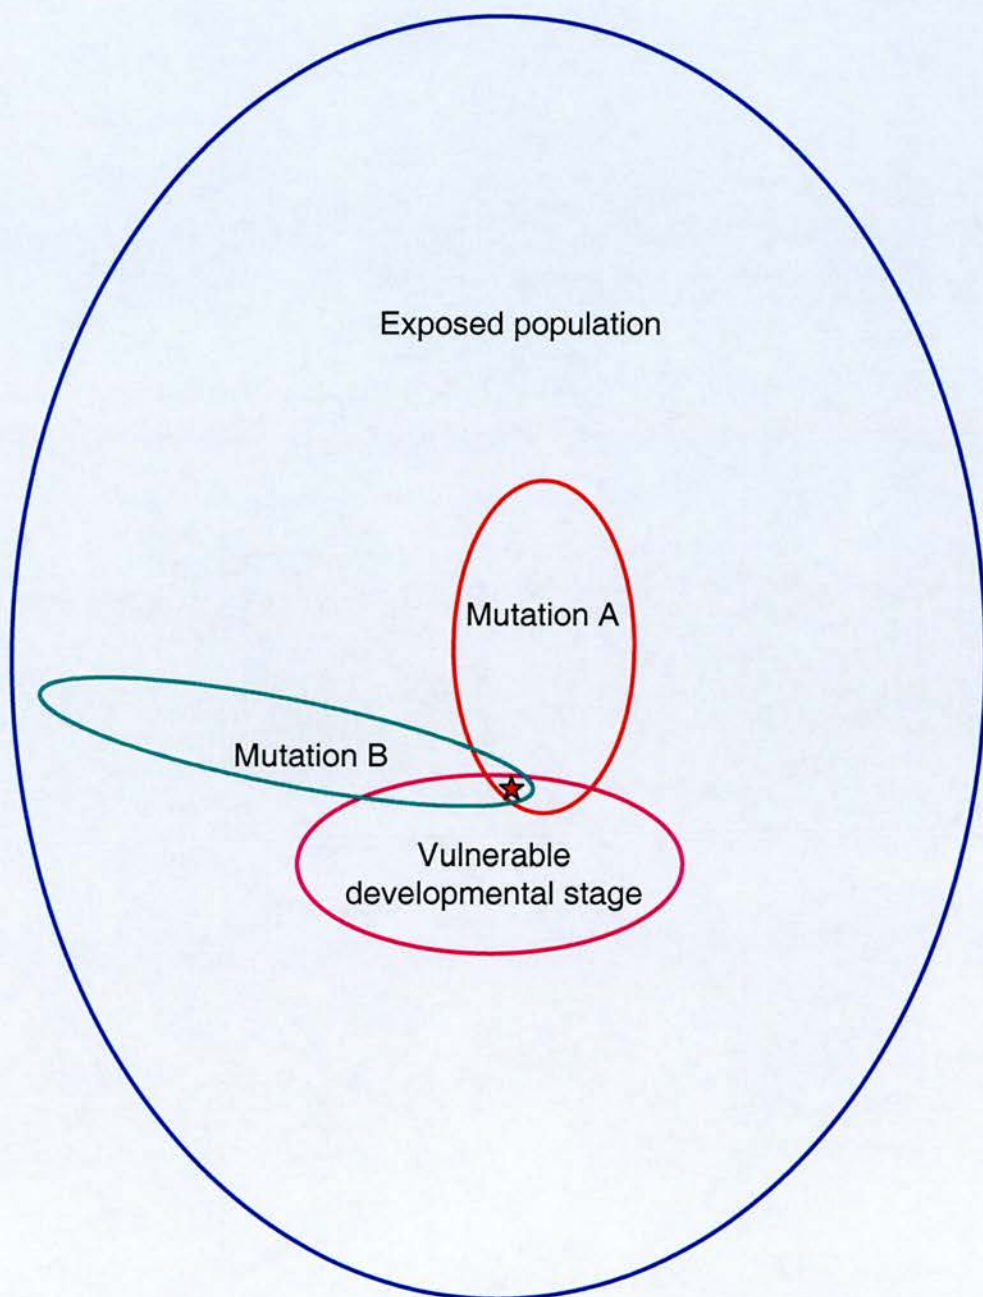 Exposed population
Mutation A
Mutation B
Vulnerable
developmental stage